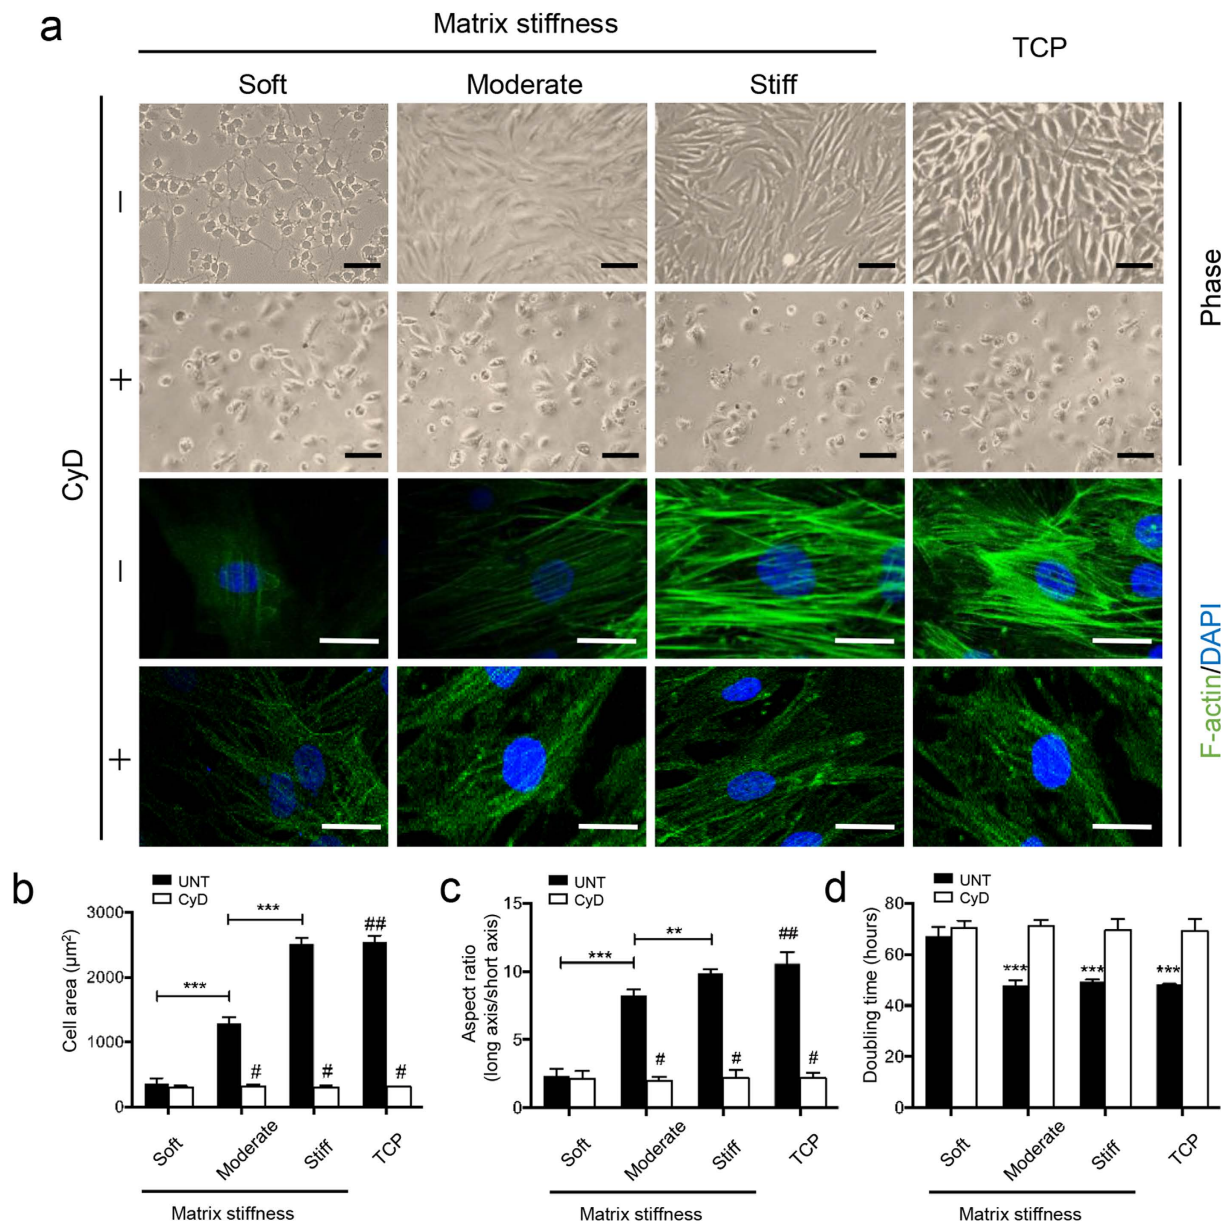 a
Matrix stiffness
TCP
Soft
Moderate
Stiff
CyD
−
+
−
+
Phase
F-actin/DAPI
b
UNT
CyD
Cell area (μm²)
3000
2000
1000
0
***
***
##
#
#
#
Soft
Moderate
Stiff
TCP
Matrix stiffness
c
UNT
CyD
Aspect ratio
(long axis/short axis)
15
10
5
0
***
**
##
#
#
#
Soft
Moderate
Stiff
TCP
Matrix stiffness
d
UNT
CyD
Doubling time (hours)
80
60
40
20
0
***
***
***
Soft
Moderate
Stiff
TCP
Matrix stiffness